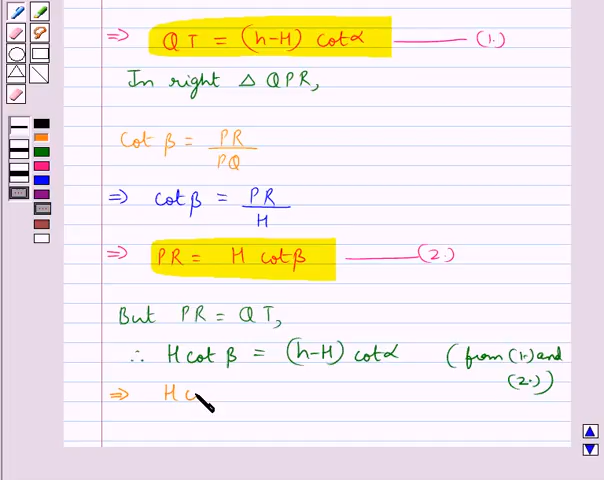 ⇒ QT = (h-H) cotα ——— (1.)
In right △ QPR,
Cot β = PR/PQ
⇒ cotβ = PR/H
⇒ PR = H cotβ ——— (2.)
But PR = QT,
∴ H cot β = (h-H) cotα (from (1.) and (2.))
⇒ H c